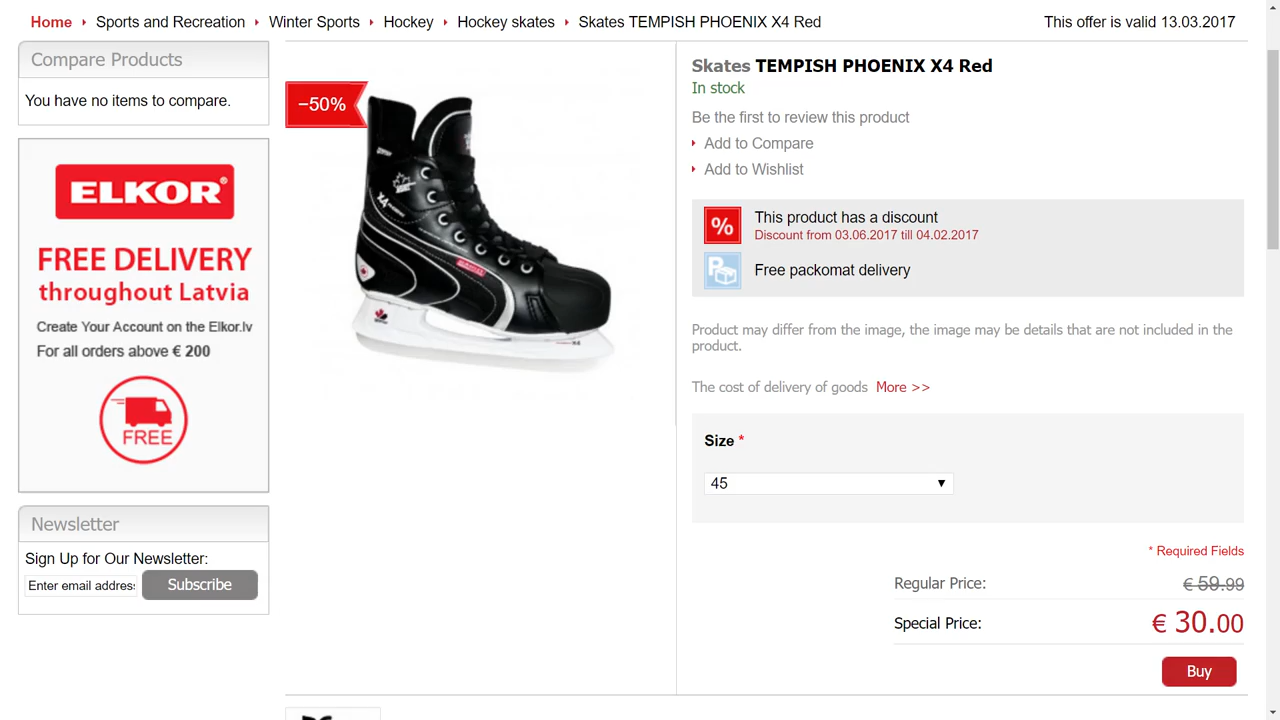 Home Sports and Recreation Winter Sports Hockey Hockey skates Skates TEMPISH PHOENIX X4 Red
This offer is valid 13.03.2017
Compare Products
You have no items to compare.
ELKOR®
FREE DELIVERY
throughout Latvia
Create Your Account on the Elkor.lv
For all orders above € 200
FREE
Newsletter
Sign Up for Our Newsletter:
Enter email addres
Subscribe
−50%
X4
Skates TEMPISH PHOENIX X4 Red
In stock
Be the first to review this product
Add to Compare
Add to Wishlist
%
This product has a discount
Discount from 03.06.2017 till 04.02.2017
P
Free packomat delivery
Product may differ from the image, the image may be details that are not included in the
product.
The cost of delivery of goods More >>
Size *
45
* Required Fields
Regular Price: € 59.99
Special Price: € 30.00
Buy